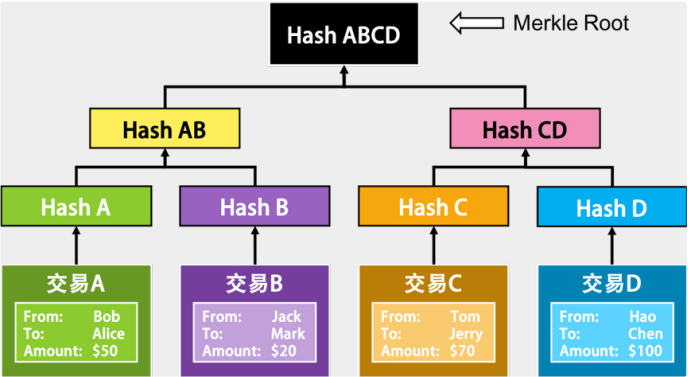 Hash ABCD
Merkle Root
Hash AB
Hash CD
Hash A
Hash B
Hash C
Hash D
交易A
From: Bob
To: Alice
Amount: $50
交易B
From: Jack
To: Mark
Amount: $20
交易C
From: Tom
To: Jerry
Amount: $70
交易D
From: Hao
To: Chen
Amount: $100